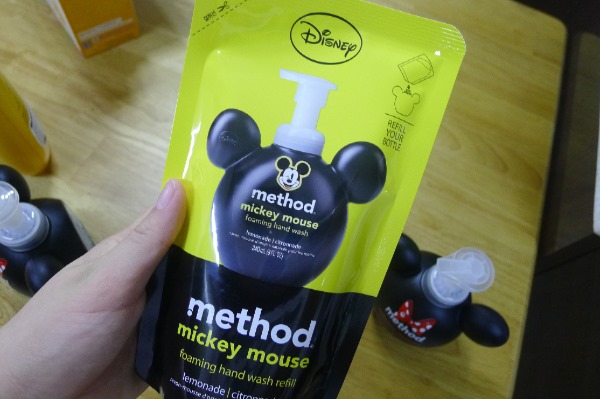 Disney
REFILL
YOUR
BOTTLE
method
mickey mouse
foaming hand wash
lemonade | citronnade
method
mickey mouse
foaming hand wash refill
lemonade |
method